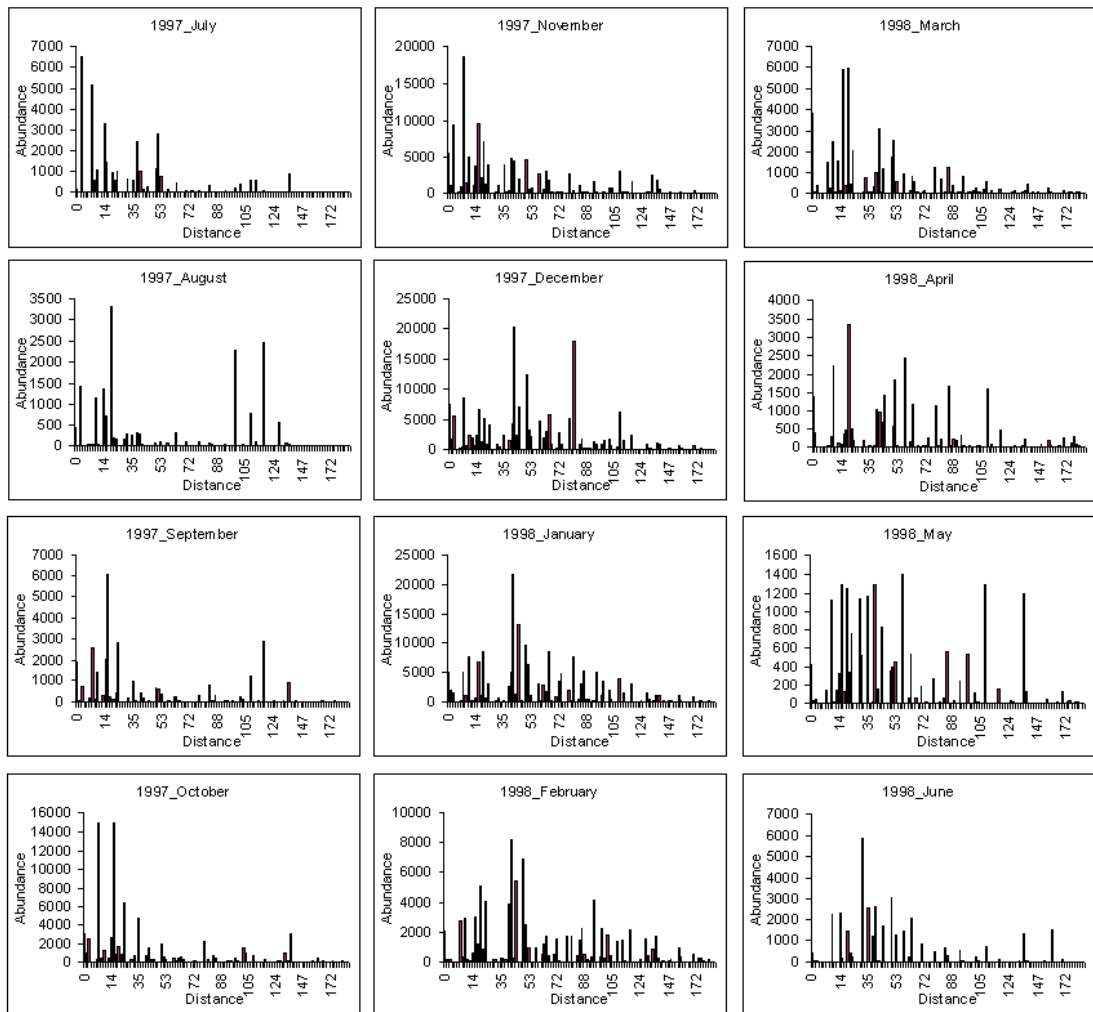 1997_July
7000
6000
5000
4000
3000
2000
1000
0
Abundance
0 14 35 53 72 88 105 124 147 172
Distance
1997_November
20000
15000
10000
5000
0
Abundance
0 14 35 53 72 88 105 124 147 172
Distance
1998_March
7000
6000
5000
4000
3000
2000
1000
0
Abundance
0 14 35 53 72 88 105 124 147 172
Distance
1997_August
3500
3000
2500
2000
1500
1000
500
0
Abundance
0 14 35 53 72 88 105 124 147 172
Distance
1997_December
25000
20000
15000
10000
5000
0
Abundance
0 14 35 53 72 88 105 124 147 172
Distance
1998_April
4000
3500
3000
2500
2000
1500
1000
500
0
Abundance
0 14 35 53 72 88 105 124 147 172
Distance
1997_September
7000
6000
5000
4000
3000
2000
1000
0
Abundance
0 14 35 53 72 88 105 124 147 172
Distance
1998_January
25000
20000
15000
10000
5000
0
Abundance
0 14 35 53 72 88 105 124 147 172
Distance
1998_May
1600
1400
1200
1000
800
600
400
200
0
Abundance
0 14 35 53 72 88 105 124 147 172
Distance
1997_October
16000
14000
12000
10000
8000
6000
4000
2000
0
Abundance
0 14 35 53 72 88 105 124 147 172
Distance
1998_February
10000
8000
6000
4000
2000
0
Abundance
0 14 35 53 72 88 105 124 147 172
Distance
1998_June
7000
6000
5000
4000
3000
2000
1000
0
Abundance
0 14 35 53 72 88 105 124 147 172
Distance